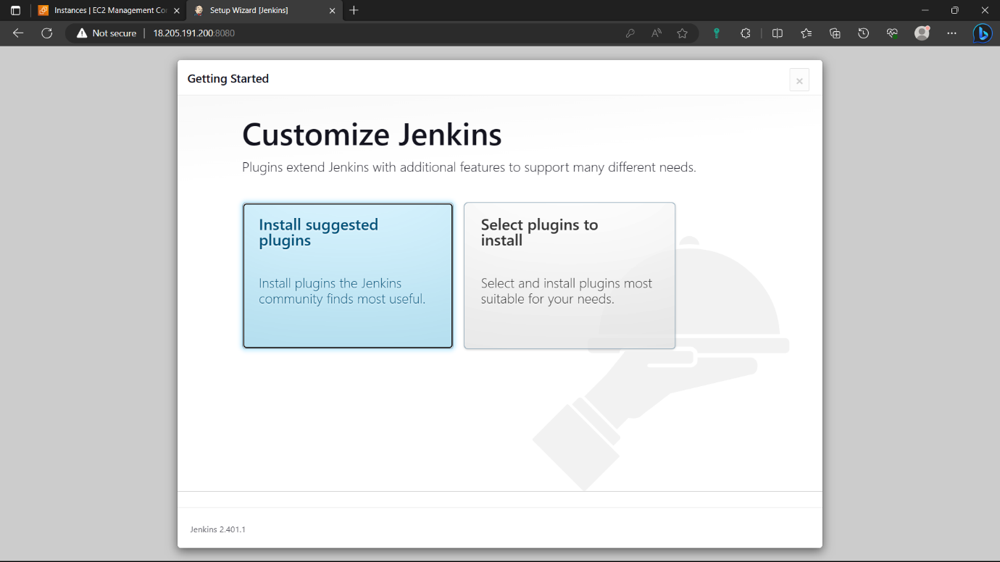 Instances | EC2 Management Cor
Setup Wizard [Jenkins]
Not secure
18.205.191.200:8080
Getting Started
Customize Jenkins
Plugins extend Jenkins with additional features to support many different needs.
Install suggested
plugins
Install plugins the Jenkins
community finds most useful.
Select plugins to
install
Select and install plugins most
suitable for your needs.
Jenkins 2.401.1